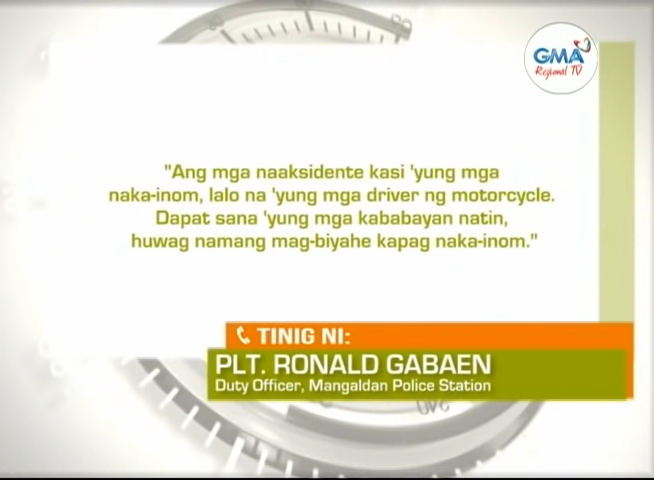 GMA
Regional TV
"Ang mga naaksidente kasi 'yung mga
naka-inom, lalo na 'yung mga driver ng motorcycle.
Dapat sana 'yung mga kababayan natin,
huwag namang mag-biyahe kapag naka-inom."
TINIG NI:
PLT. RONALD GABAEN
Duty Officer, Mangaldan Police Station